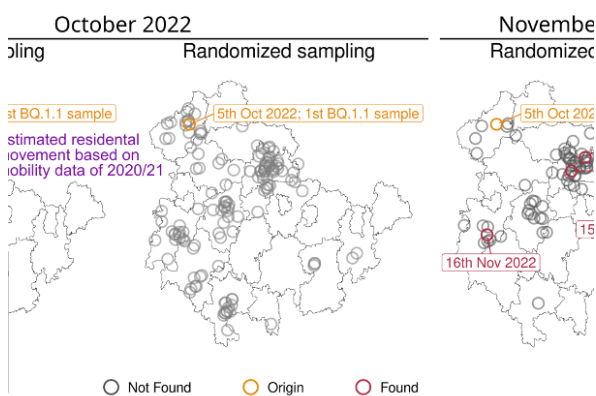 October 2022
Novembe
pling
Randomized sampling
Randomized
st BQ.1.1 sample
5th Oct 2022; 1st BQ.1.1 sample
5th Oct 202
stimated residential
ovement based on
obility data of 2020/21
15
16th Nov 2022
Not Found
Origin
Found